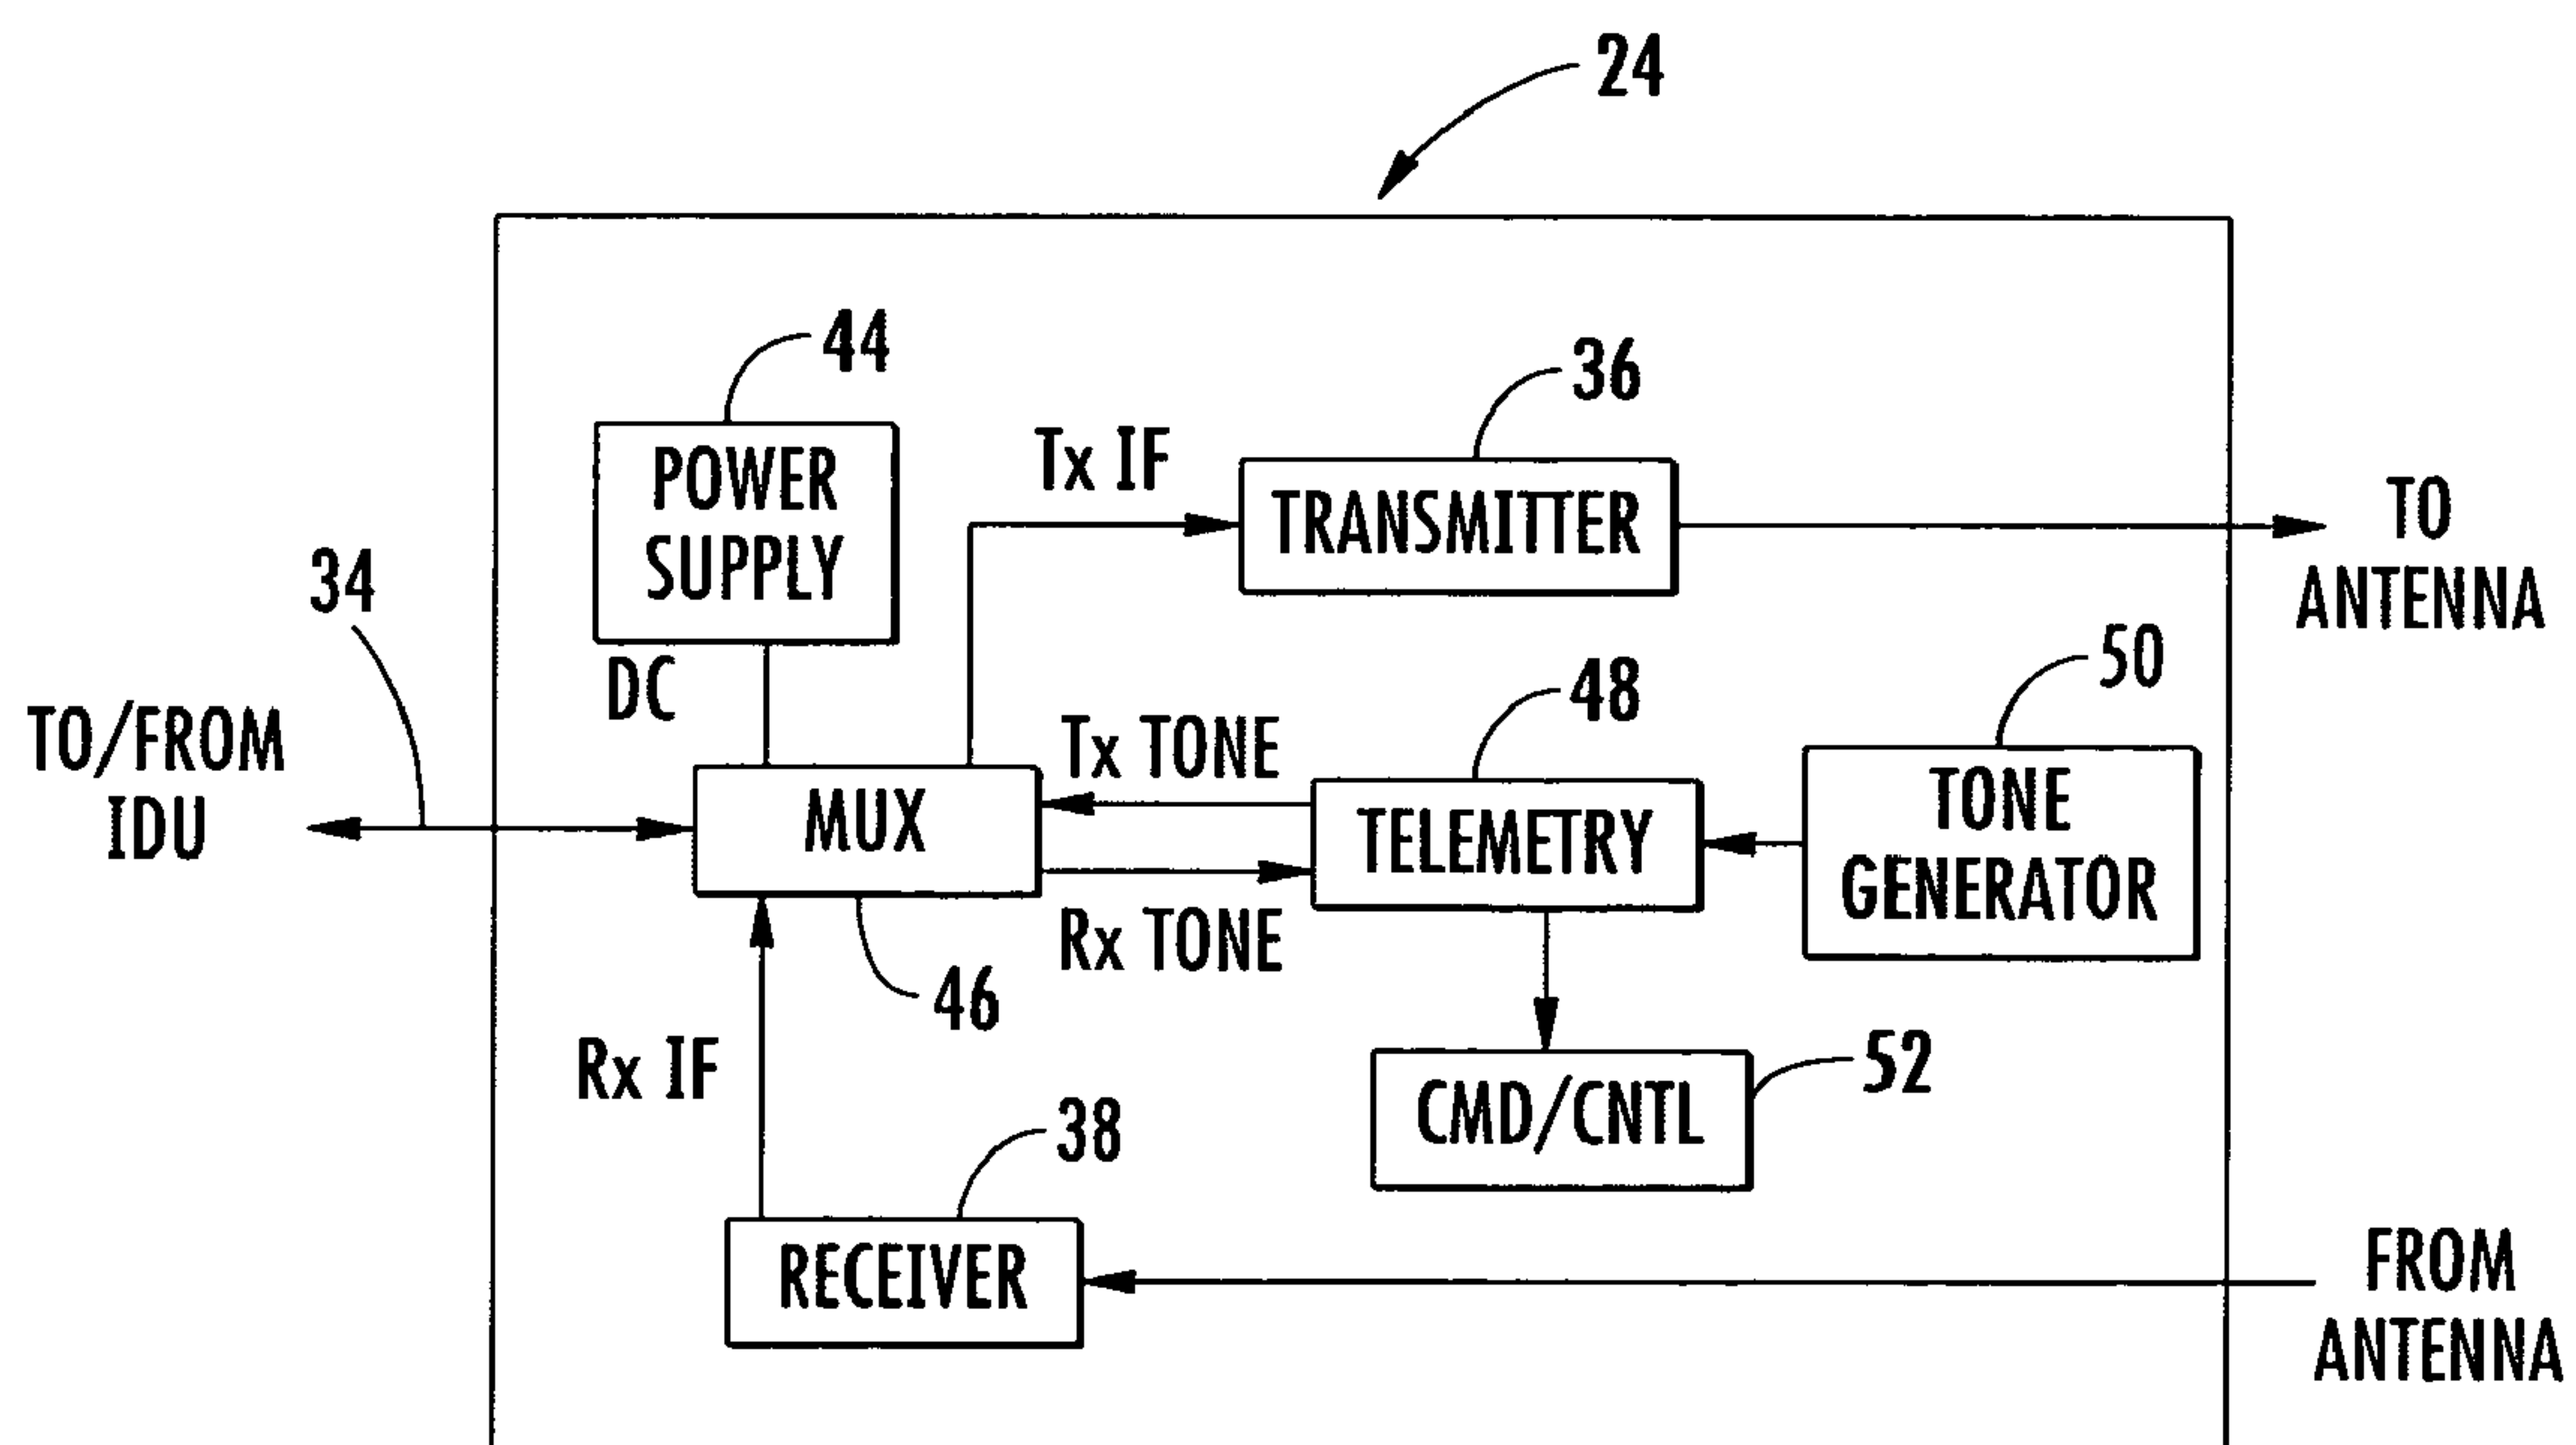 24
44
POWER
SUPPLY
DC
36
Tx IF
TRANSMITTER
TO
ANTENNA
34
TO/FROM
IDU
MUX
46
Tx TONE
Rx TONE
48
TELEMETRY
50
TONE
GENERATOR
52
CMD/CNTL
Rx IF
38
RECEIVER
FROM
ANTENNA